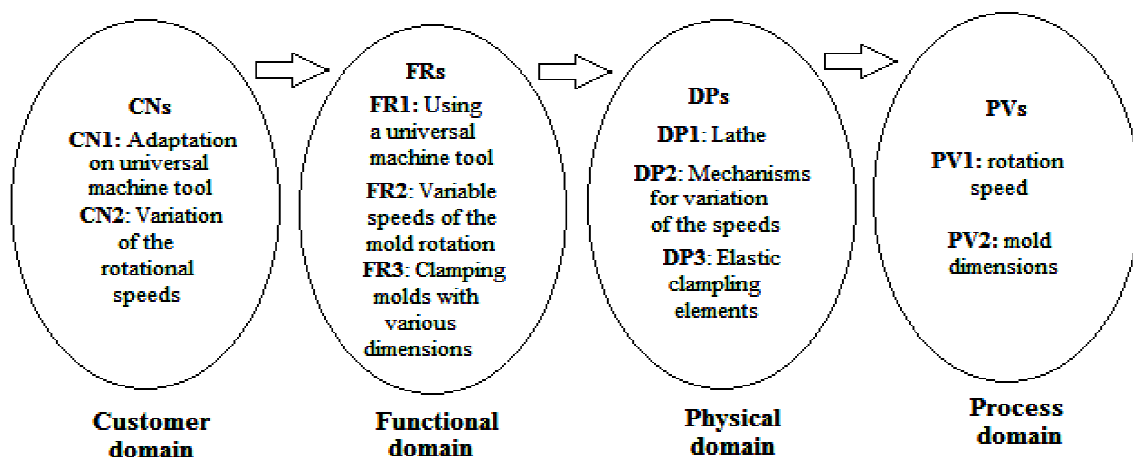 CNs
CN1: Adaptation
on universal
machine tool
CN2: Variation
of the
rotational
speeds
Customer
domain
FRs
FR1: Using
a universal
machine tool
FR2: Variable
speeds of the
mold rotation
FR3: Clamping
molds with
various
dimensions
Functional
domain
DPs
DP1: Lathe
DP2: Mechanisms
for variation
of the speeds
DP3: Elastic
clampling
elements
Physical
domain
PVs
PV1: rotation
speed
PV2: mold
dimensions
Process
domain